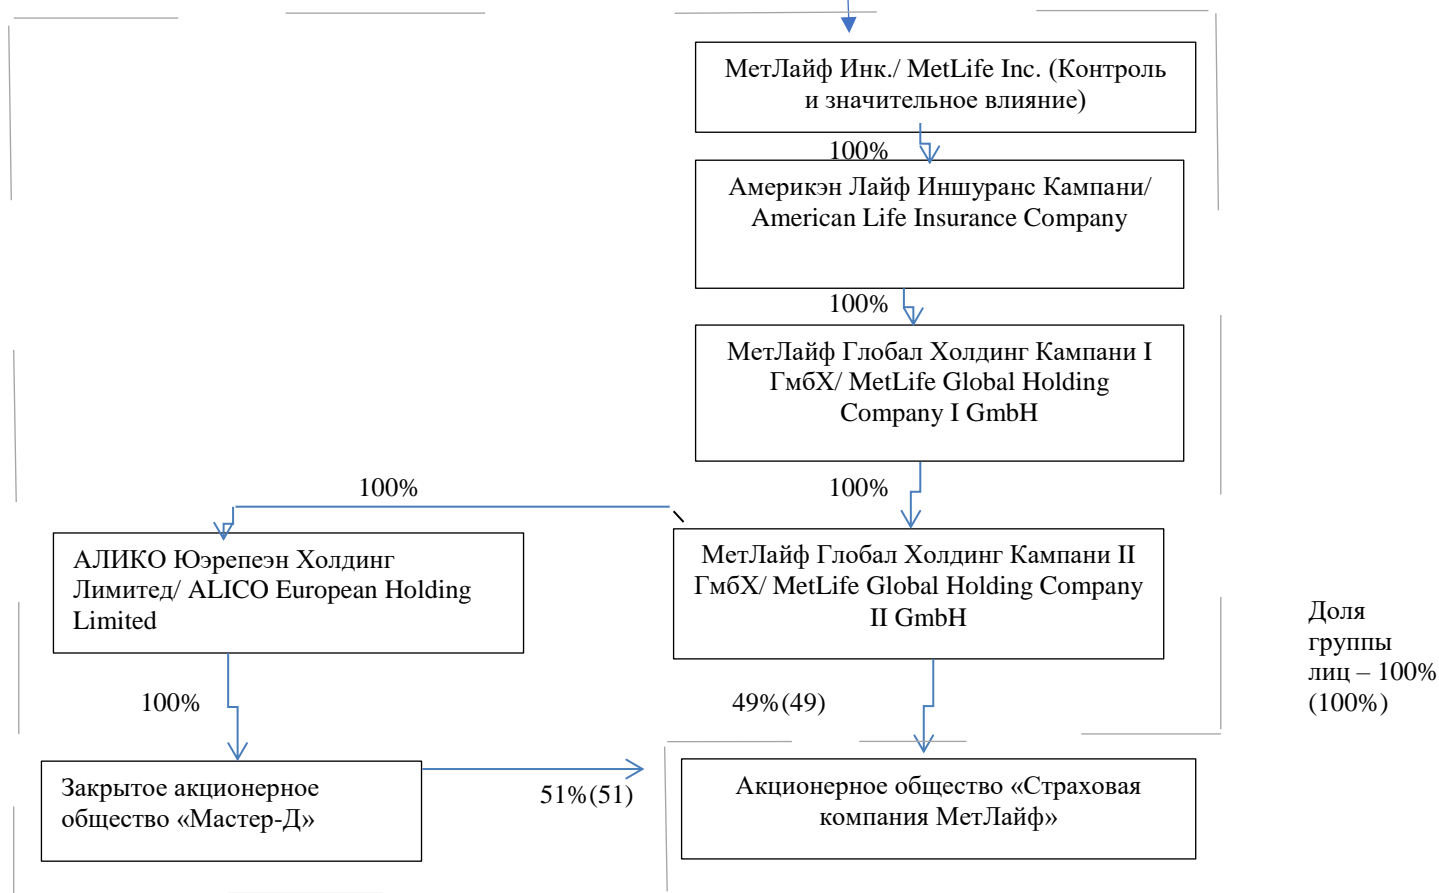 МетЛайф Инк./ MetLife Inc. (Контроль
и значительное влияние)
100%
Америкэн Лайф Иншуранс Кампани/
American Life Insurance Company
100%
МетЛайф Глобал Холдинг Кампани I
ГмбХ/ MetLife Global Holding
Company I GmbH
100%
100%
АЛИКО Юэрепеэн Холдинг
Лимитед/ ALICO European Holding
Limited
МетЛайф Глобал Холдинг Кампани II
ГмбХ/ MetLife Global Holding Company
II GmbH
Доля
группы
лиц – 100%
(100%)
100%
49%(49)
Закрытое акционерное
общество «Мастер-Д»
51%(51)
Акционерное общество «Страховая
компания МетЛайф»